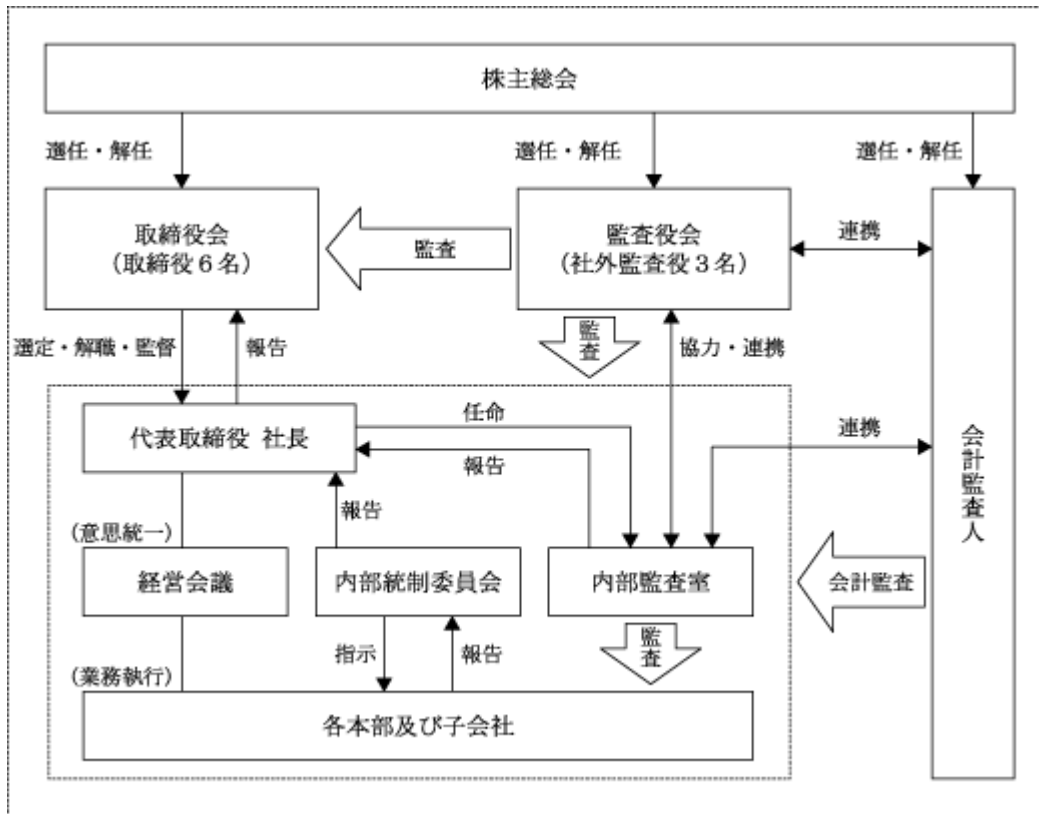 株主総会
選任・解任
選任・解任
選任・解任
取締役会
(取締役6名)
監査
監査役会
(社外監査役3名)
連携
選定・解職・監督
報告
監査
協力・連携
代表取締役 社長
任命
報告
連携
会計監査人
報告
(意思統一)
経営会議
内部統制委員会
内部監査室
会計監査
指示
報告
監査
(業務執行)
各本部及び子会社